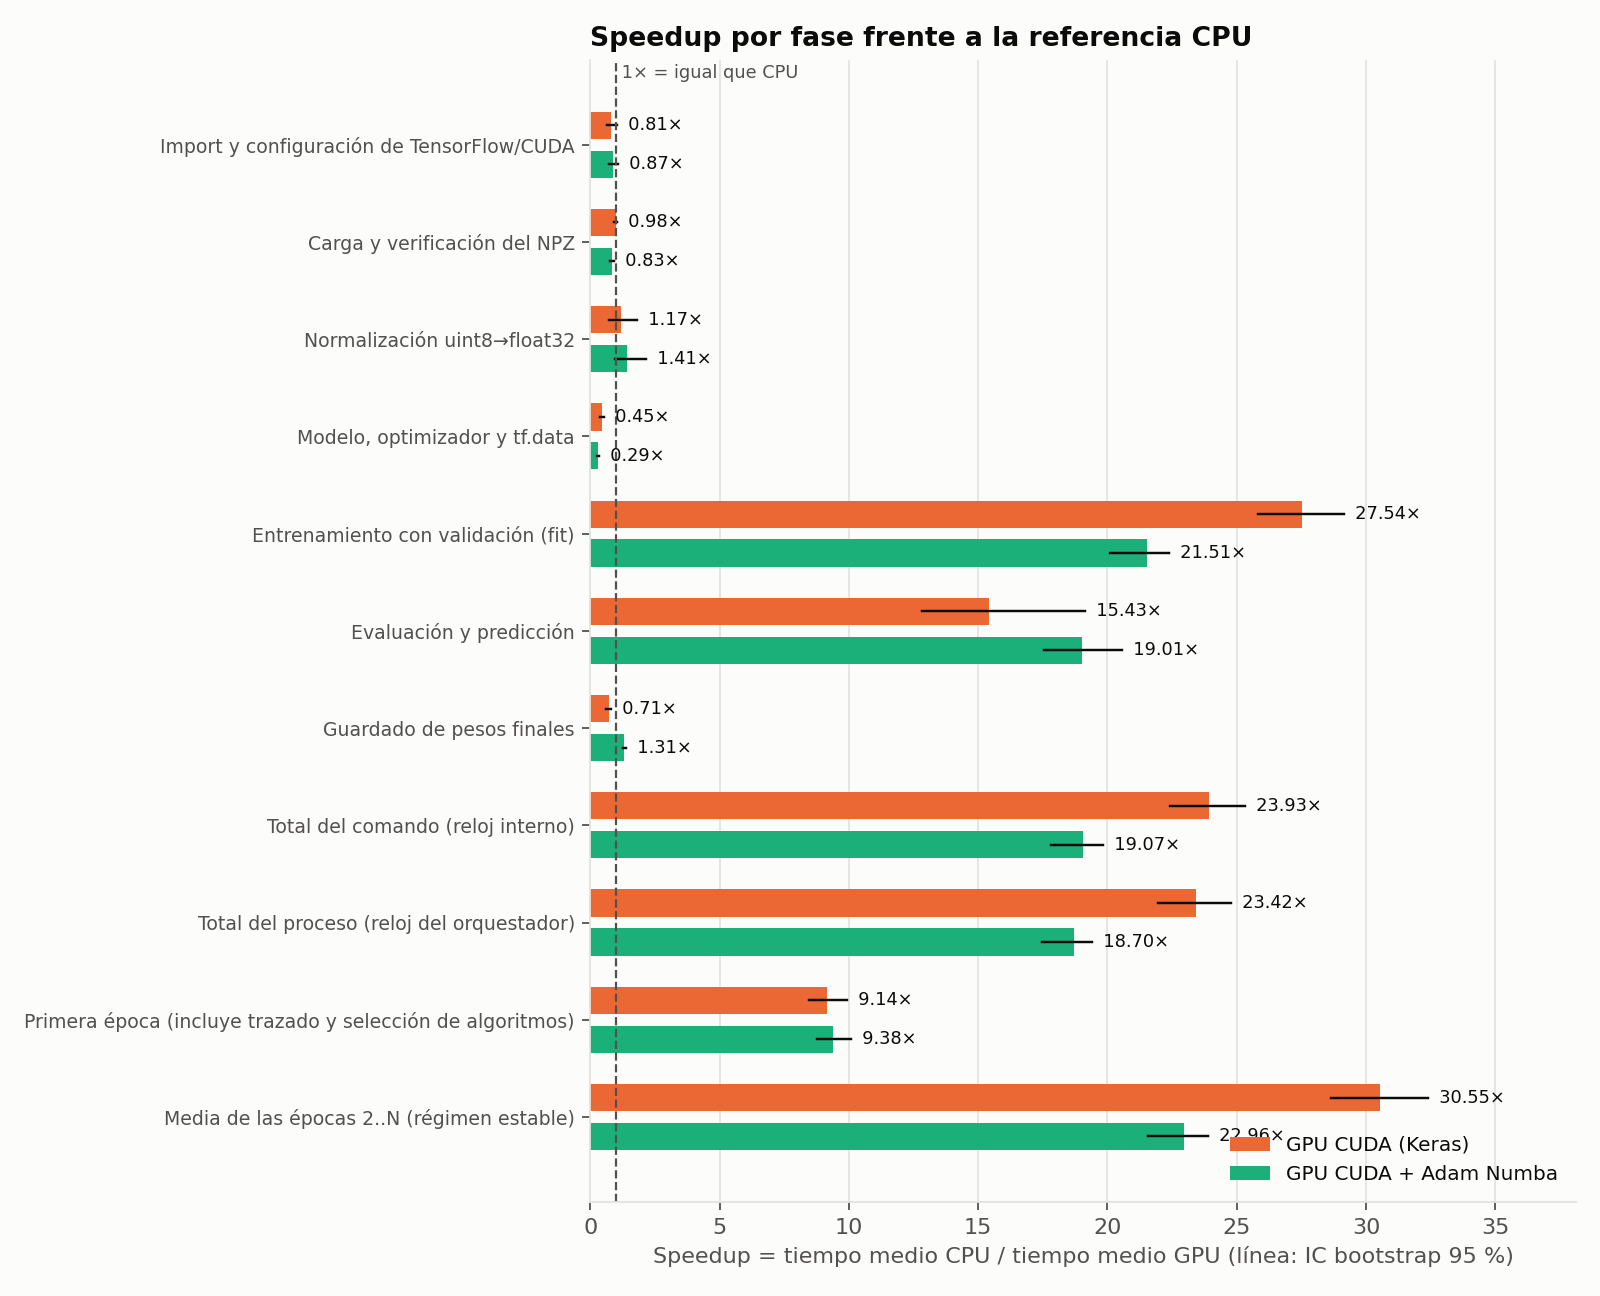 Speedup por fase frente a la referencia CPU
1× = igual que CPU
Import y configuración de TensorFlow/CUDA
0.81×
0.87×
Carga y verificación del NPZ
0.98×
0.83×
Normalización uint8→float32
1.17×
1.41×
Modelo, optimizador y tf.data
0.45×
0.29×
Entrenamiento con validación (fit)
27.54×
21.51×
Evaluación y predicción
15.43×
19.01×
Guardado de pesos finales
0.71×
1.31×
Total del comando (reloj interno)
23.93×
19.07×
Total del proceso (reloj del orquestador)
23.42×
18.70×
Primera época (incluye trazado y selección de algoritmos)
9.14×
9.38×
Media de las épocas 2..N (régimen estable)
30.55×
22.96×
GPU CUDA (Keras)
GPU CUDA + Adam Numba
0 5 10 15 20 25 30 35
Speedup = tiempo medio CPU / tiempo medio GPU (línea: IC bootstrap 95 %)